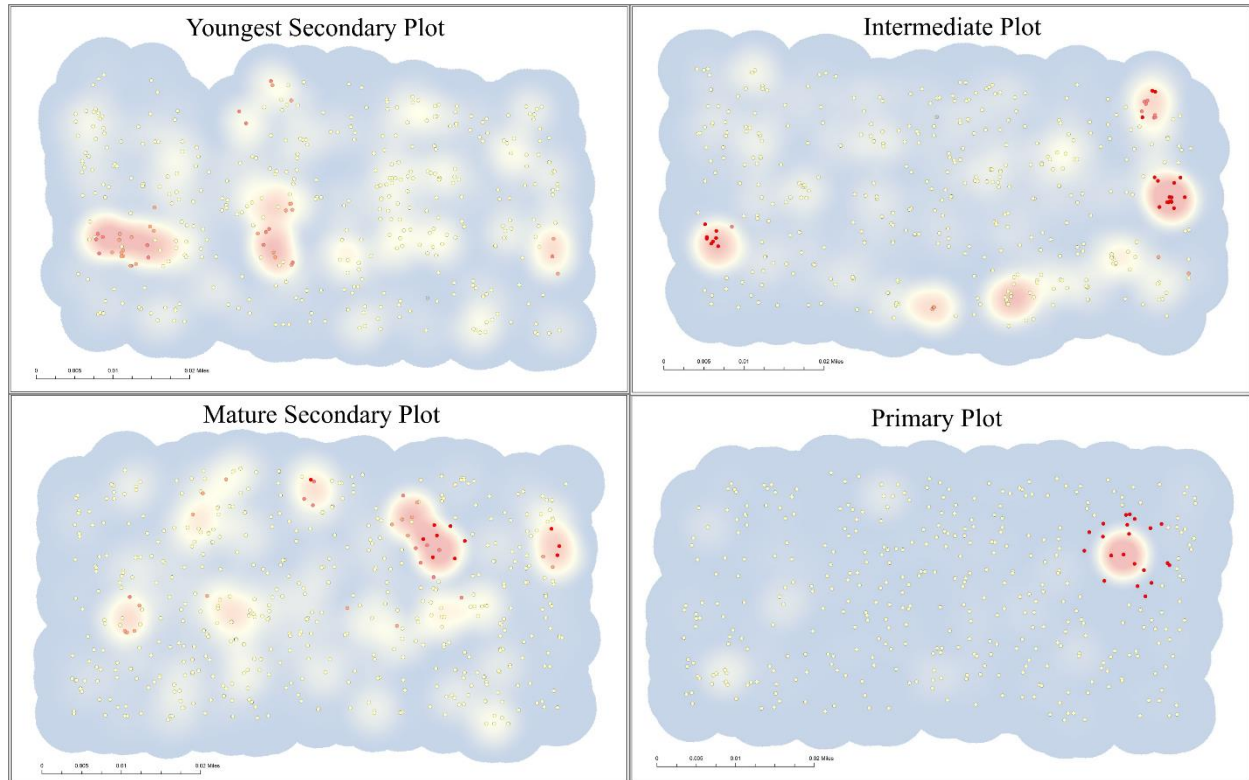 Youngest Secondary Plot
0 0.005 0.01 0.02 Miles
Intermediate Plot
0 0.005 0.01 0.02 Miles
Mature Secondary Plot
0 0.005 0.01 0.02 Miles
Primary Plot
0 0.005 0.01 0.02 Miles